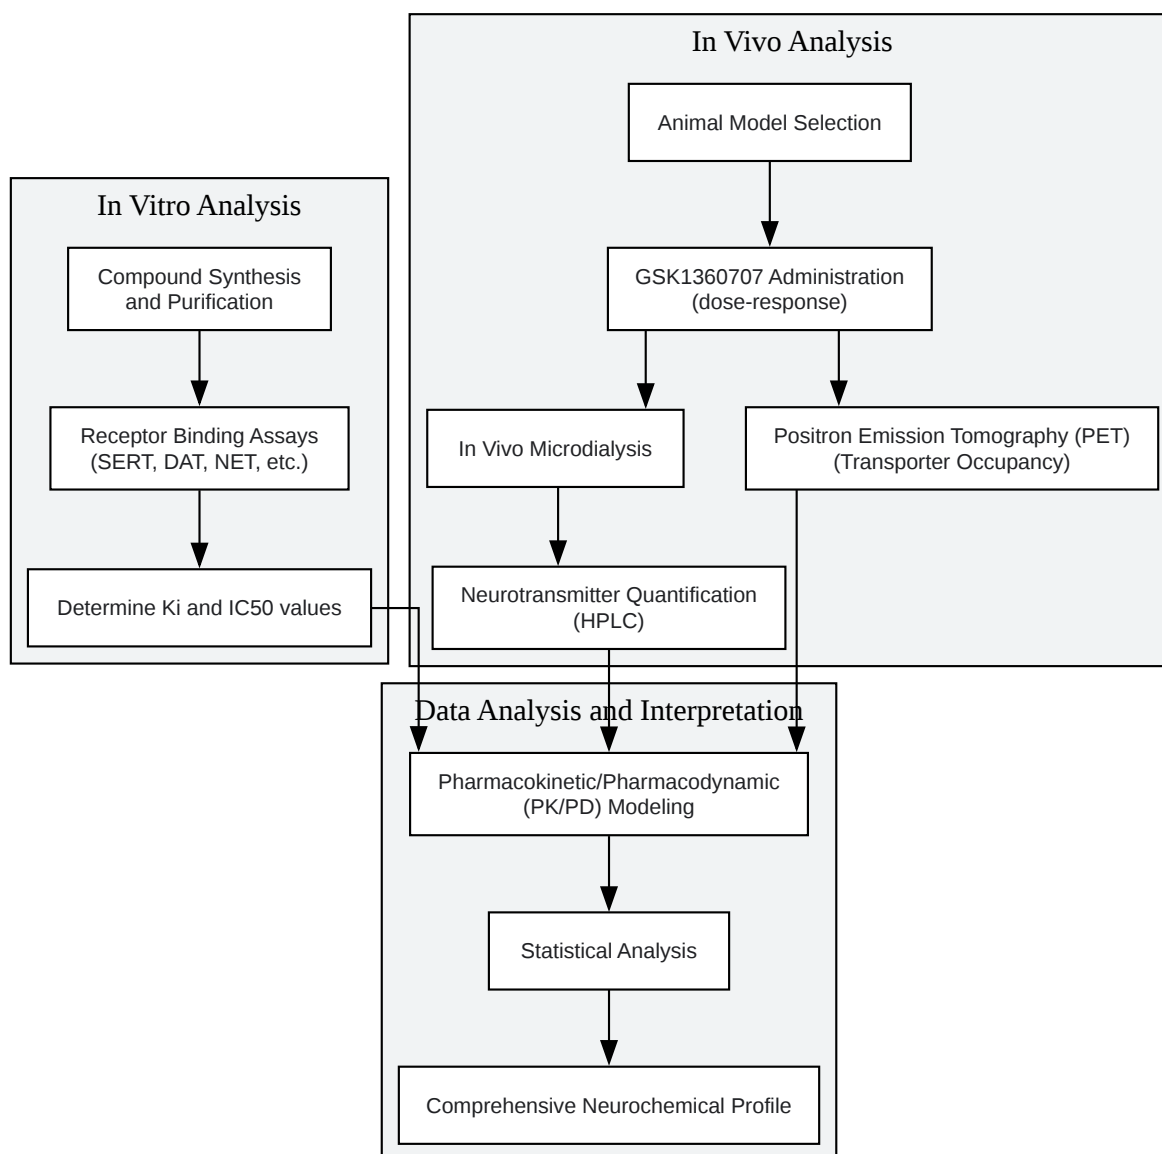 In Vivo Analysis
Animal Model Selection
In Vitro Analysis
Compound Synthesis
and Purification
GSK1360707 Administration
(dose-response)
Receptor Binding Assays
(SERT, DAT, NET, etc.)
In Vivo Microdialysis
Positron Emission Tomography (PET)
(Transporter Occupancy)
Determine Ki and IC50 values
Neurotransmitter Quantification
(HPLC)
Data Analysis and Interpretation
Pharmacokinetic/Pharmacodynamic
(PK/PD) Modeling
Statistical Analysis
Comprehensive Neurochemical Profile